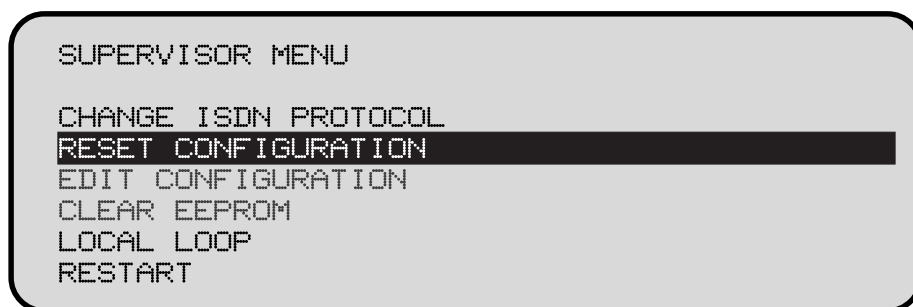 SUPERVISOR MENU
CHANGE ISDN PROTOCOL
RESET CONFIGURATION
EDIT CONFIGURATION
CLEAR EEPROM
LOCAL LOOP
RESTART